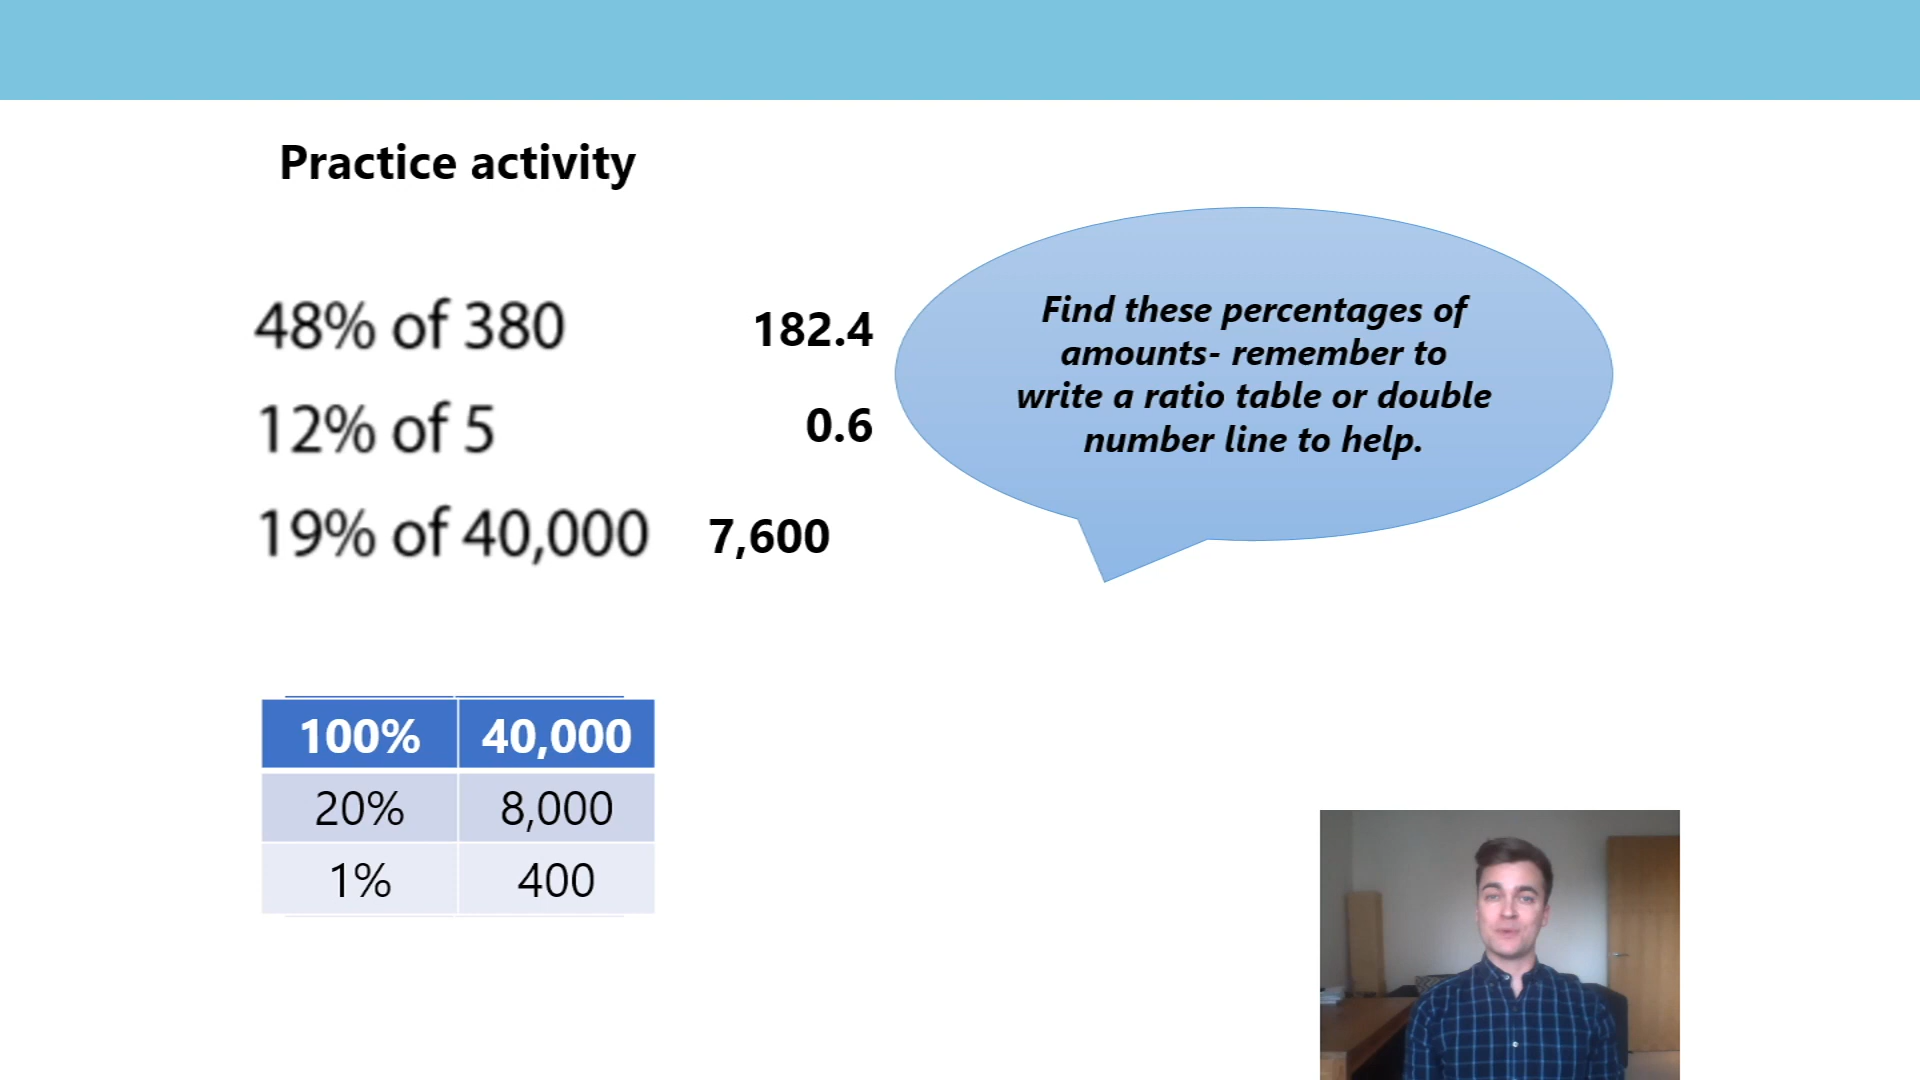 Practice activity
48% of 380 182.4
12% of 5 0.6
19% of 40,000 7,600
Find these percentages of
amounts- remember to
write a ratio table or double
number line to help.
100% 40,000
20% 8,000
1% 400